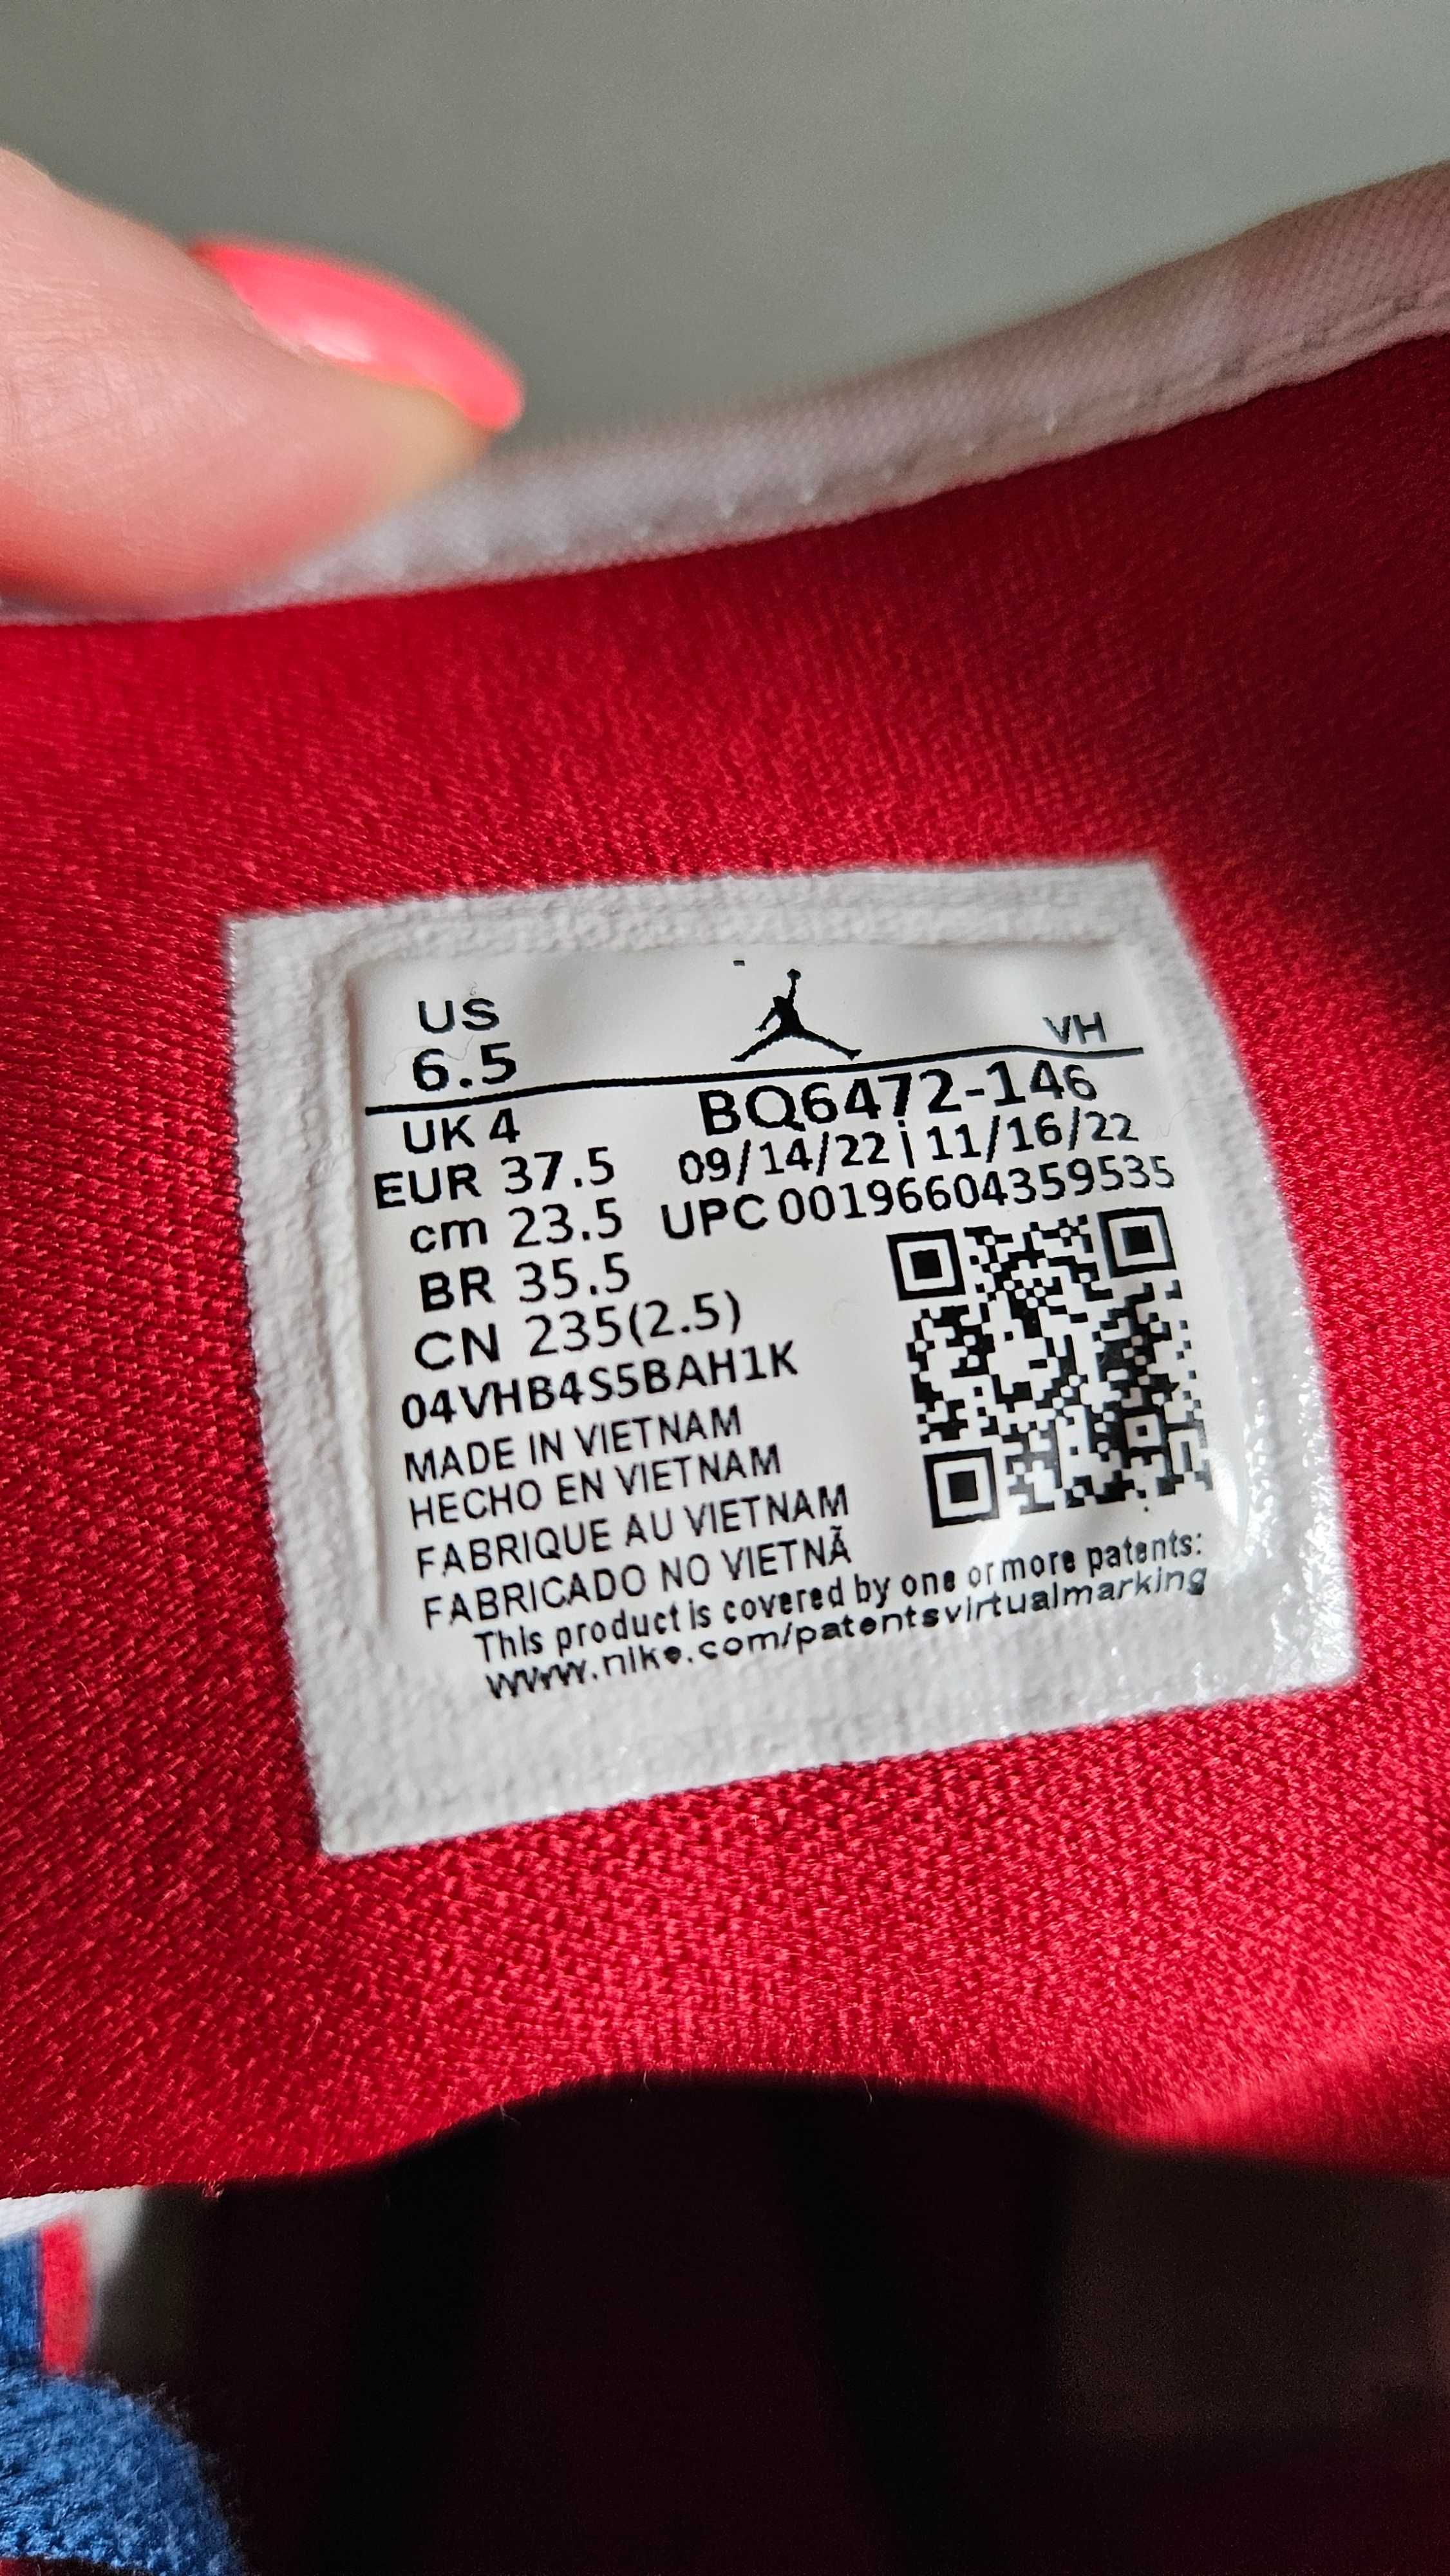 US
6.5
VH
UK 4
BQ6472-146
EUR 37.5
09/14/22 | 11/16/22
cm 23.5
UPC 00196604359535
BR 35.5
CN 235(2.5)
04VHB4S5BAH1K
MADE IN VIETNAM
HECHO EN VIETNAM
FABRIQUE AU VIETNAM
FABRICADO NO VIETNÃ
This product is covered by one or more patents:
www.nike.com/patentsvirtualmarking